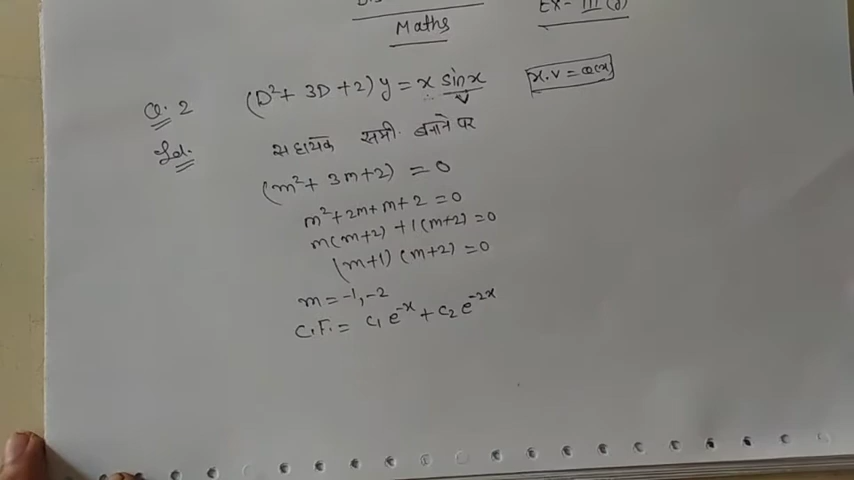 Maths
EX- III (g)
Q. 2 (D²+ 3D+2) y = x sinx
V
x.V = Q(x)
Sol. सहायक समी. बनाने पर
(m²+ 3m+2) = 0
m²+2m+m+2 = 0
m(m+2) +1(m+2) = 0
(m+1) (m+2) = 0
m = -1,-2
C.F. = c₁ e⁻ˣ + c₂ e⁻²ˣ